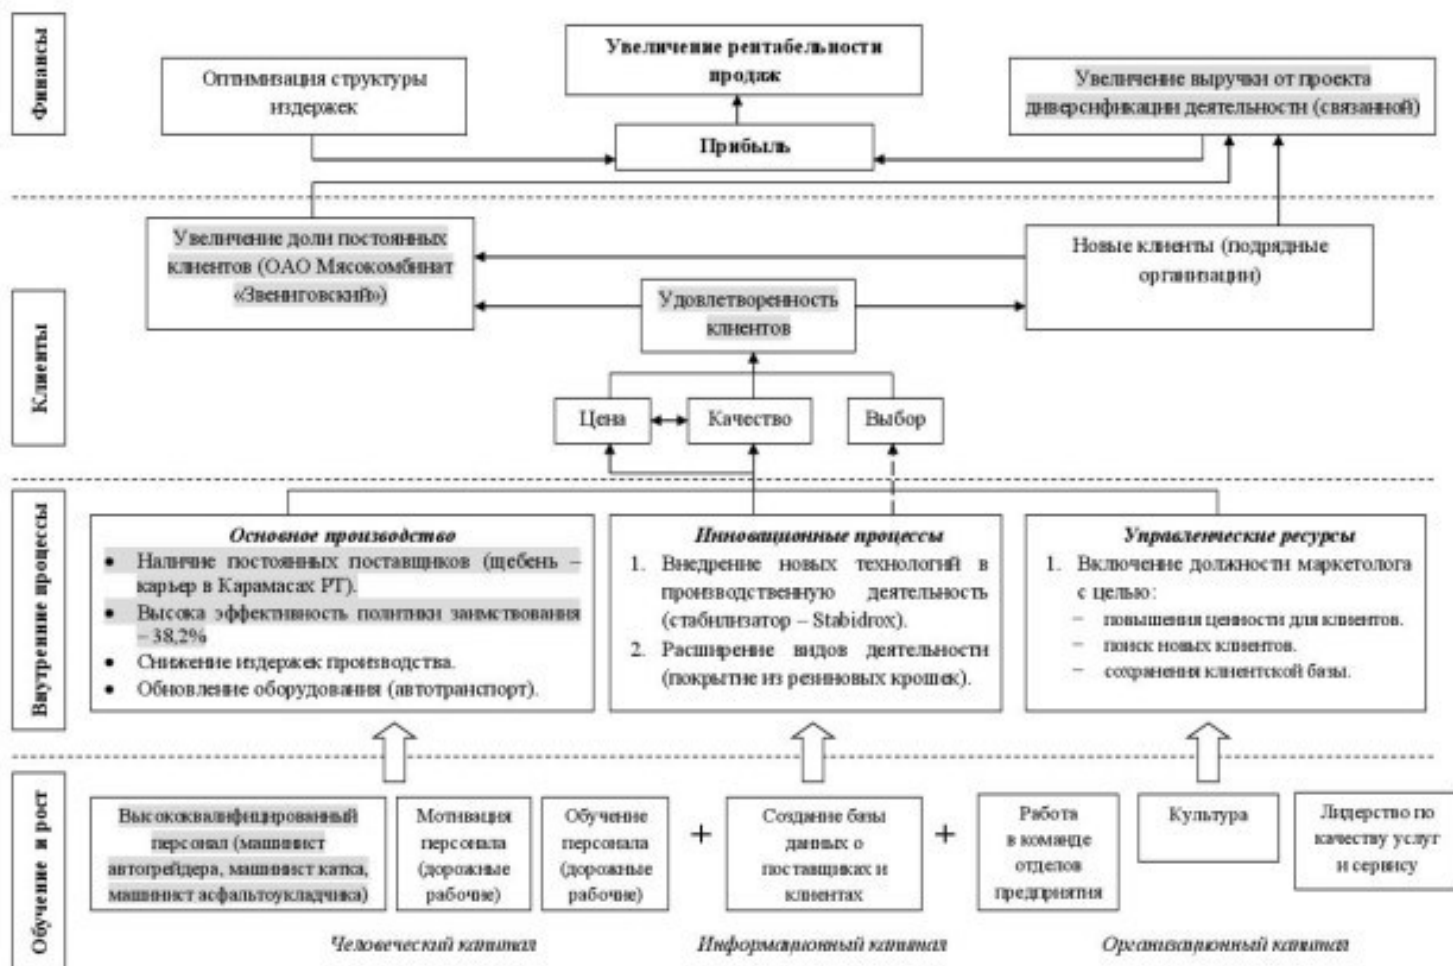 Финансы
Увеличение рентабельности
продаж
Оптимизация структуры
издержек
Увеличение выручки от проекта
диверсификации деятельности (связанной)
Прибыль
Клиенты
Увеличение доли постоянных
клиентов (ОАО Мясокомбинат
«Звениговский»)
Новые клиенты (подрядные
организации)
Удовлетворенность
клиентов
Цена
Качество
Выбор
Внутренние процессы
Основное производство
• Наличие постоянных поставщиков (щебень –
карьер в Карамасах РТ).
• Высока эффективность политики заимствования
– 38,2%
• Снижение издержек производства.
• Обновление оборудования (автотранспорт).
Инновационные процессы
1. Внедрение новых технологий в
производственную деятельность
(стабилизатор – Stabidrox).
2. Расширение видов деятельности
(покрытие из резиновых крошек).
Управленческие ресурсы
1. Включение должности маркетолога
с целью:
– повышения ценности для клиентов.
– поиск новых клиентов.
– сохранения клиентской базы.
Обучение и рост
Высококвалифицированный
персонал (машинист
автогрейдера, машинист катка,
машинист асфальтоукладчика)
Мотивация
персонала
(дорожные
рабочие)
Обучение
персонала
(дорожные
рабочие)
+
Создание базы
данных о
поставщиках и
клиентах
+
Работа
в команде
отделов
предприятия
Культура
Лидерство по
качеству услуг
и сервису
Человеческий капитал
Информационный капитал
Организационный капитал